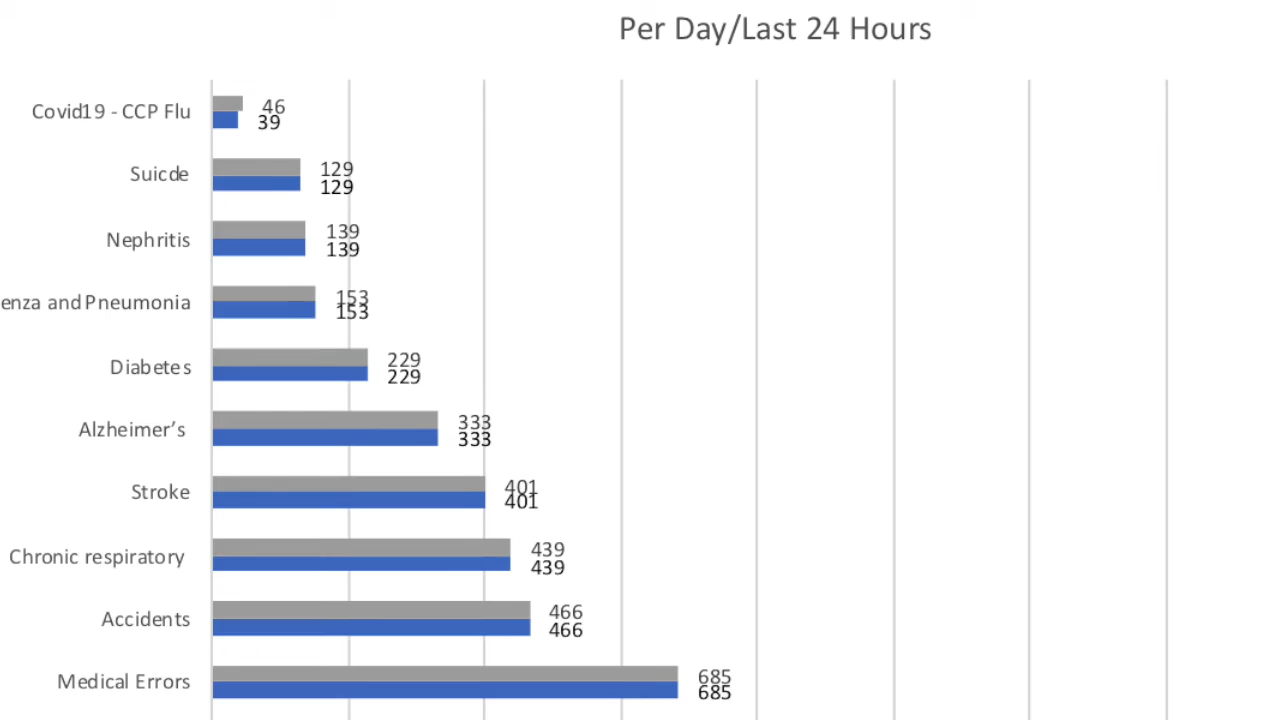 Per Day/Last 24 Hours
Covid19 - CCP Flu 46
39
Suicde 129
129
Nephritis 139
139
enza and Pneumonia 153
153
Diabetes 229
229
Alzheimer’s 333
333
Stroke 401
401
Chronic respiratory 439
439
Accidents 466
466
Medical Errors 685
685